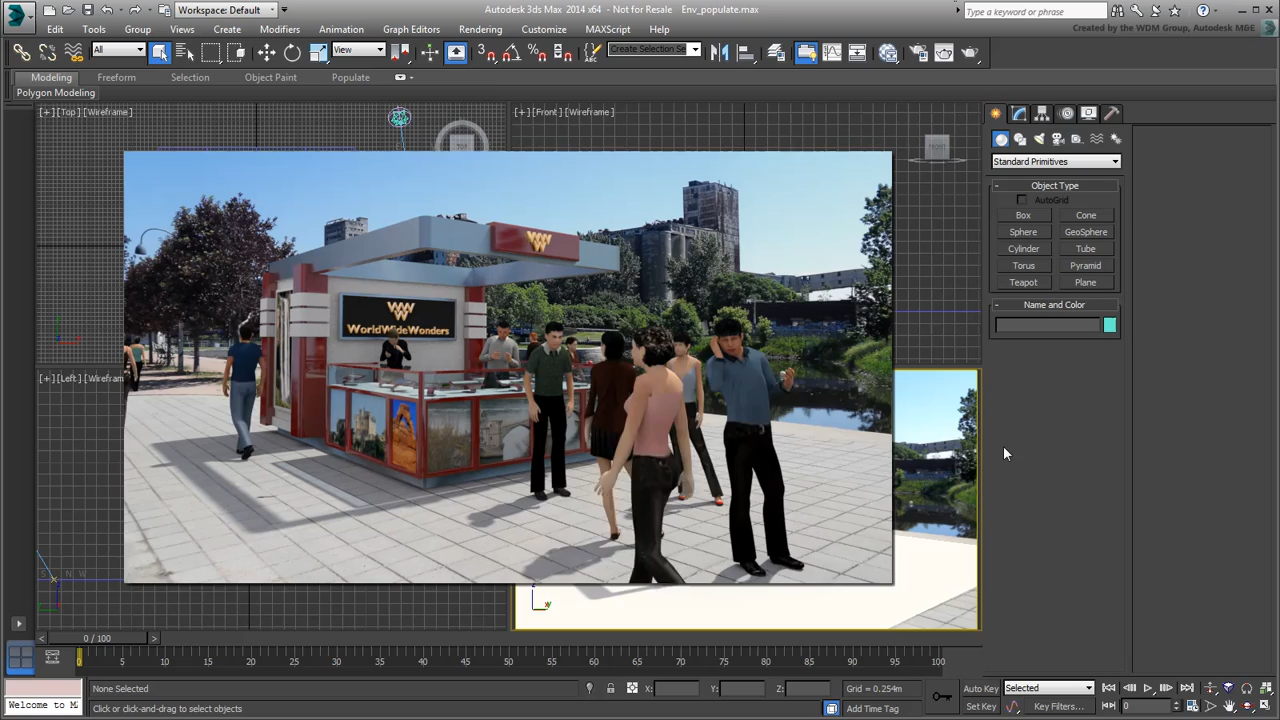 Workspace: Default
Autodesk 3ds Max 2014 x64 - Not for Resale Env_populate.max
Type a keyword or phrase
Edit Tools Group Views Create Modifiers Animation Graph Editors Rendering Customize MAXScript Help
Created by the WDM Group, Autodesk M&E
All
View
Create Selection Se
Modeling Freeform Selection Object Paint Populate
Polygon Modeling
[+] [Top] [Wireframe]
[+] [Front] [Wireframe]
TOP
FRONT
Standard Primitives
Object Type
AutoGrid
Box Cone
Sphere GeoSphere
Cylinder Tube
Torus Pyramid
Teapot Plane
Name and Color
WorldWideWonders
[+] [Left] [Wirefram
0 / 100
0 5 10 15 20 25 30 35 40 45 50 55 60 65 70 75 80 85 90 95 100
None Selected
X: Y: Z:
Grid = 0.254m
Auto Key
Selected
Welcome to M
Click or click-and-drag to select objects
Add Time Tag
Set Key
Key Filters...
0